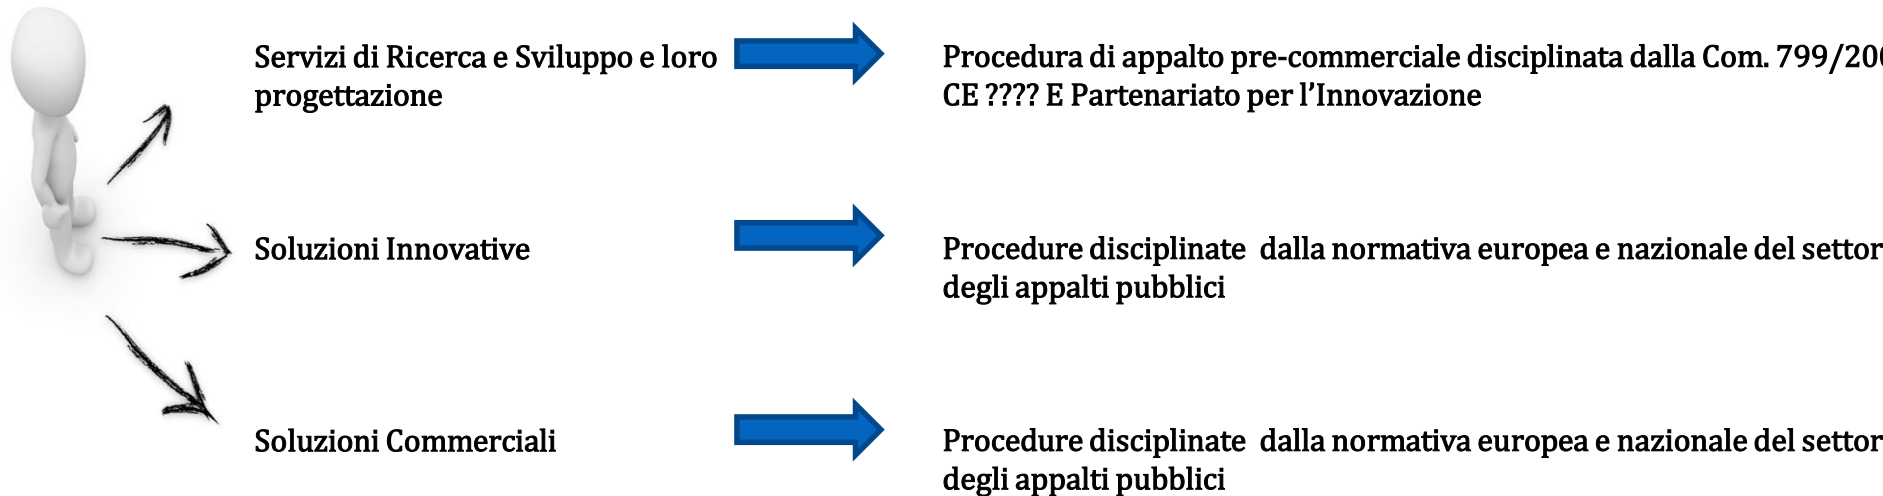 Servizi di Ricerca e Sviluppo e loro
progettazione
Procedura di appalto pre-commerciale disciplinata dalla Com. 799/200
CE ???? E Partenariato per l’Innovazione
Soluzioni Innovative
Procedure disciplinate  dalla normativa europea e nazionale del settor
degli appalti pubblici
Soluzioni Commerciali
Procedure disciplinate  dalla normativa europea e nazionale del settor
degli appalti pubblici